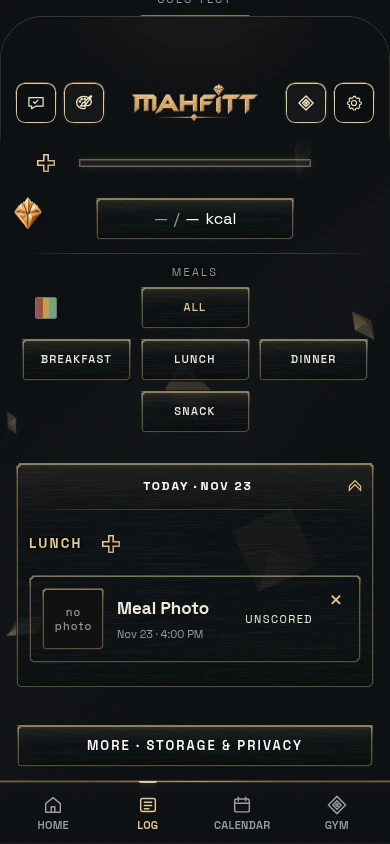 MAHFITT
— / — kcal
MEALS
ALL
BREAKFAST
LUNCH
DINNER
SNACK
TODAY · NOV 23
LUNCH
no
photo
Meal Photo
Nov 23 · 4:00 PM
UNSCORED
MORE · STORAGE & PRIVACY
HOME
LOG
CALENDAR
GYM